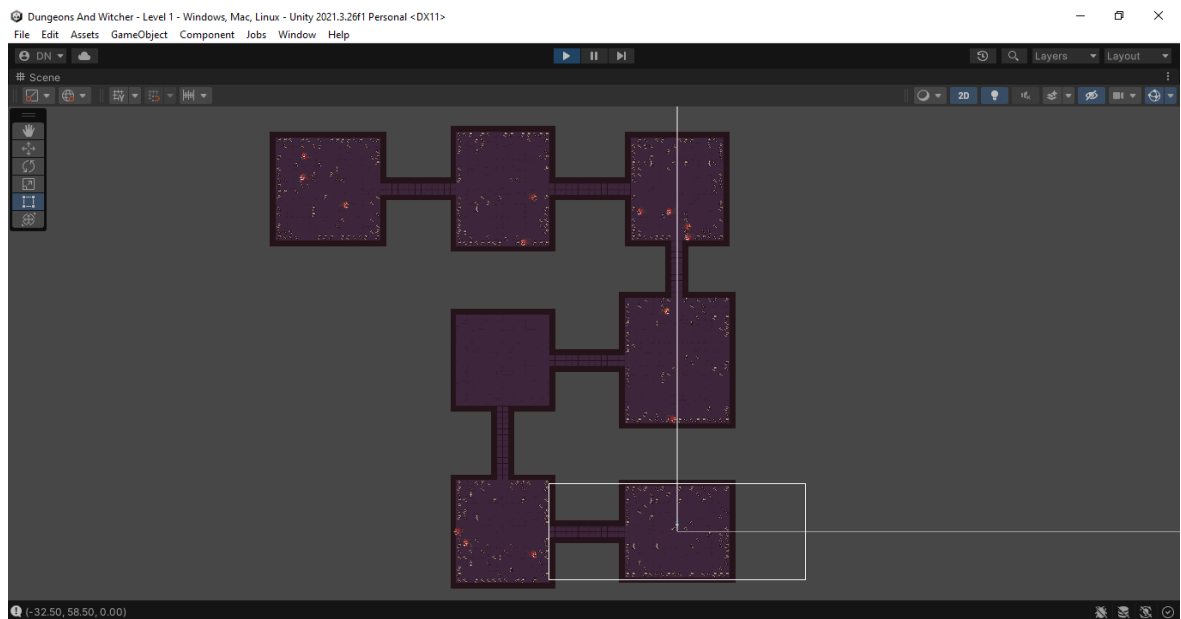 Dungeons And Witcher - Level 1 - Windows, Mac, Linux - Unity 2021.3.26f1 Personal <DX11>
File Edit Assets GameObject Component Jobs Window Help
DN Layers Layout
Scene
2D
(-32.50, 58.50, 0.00)